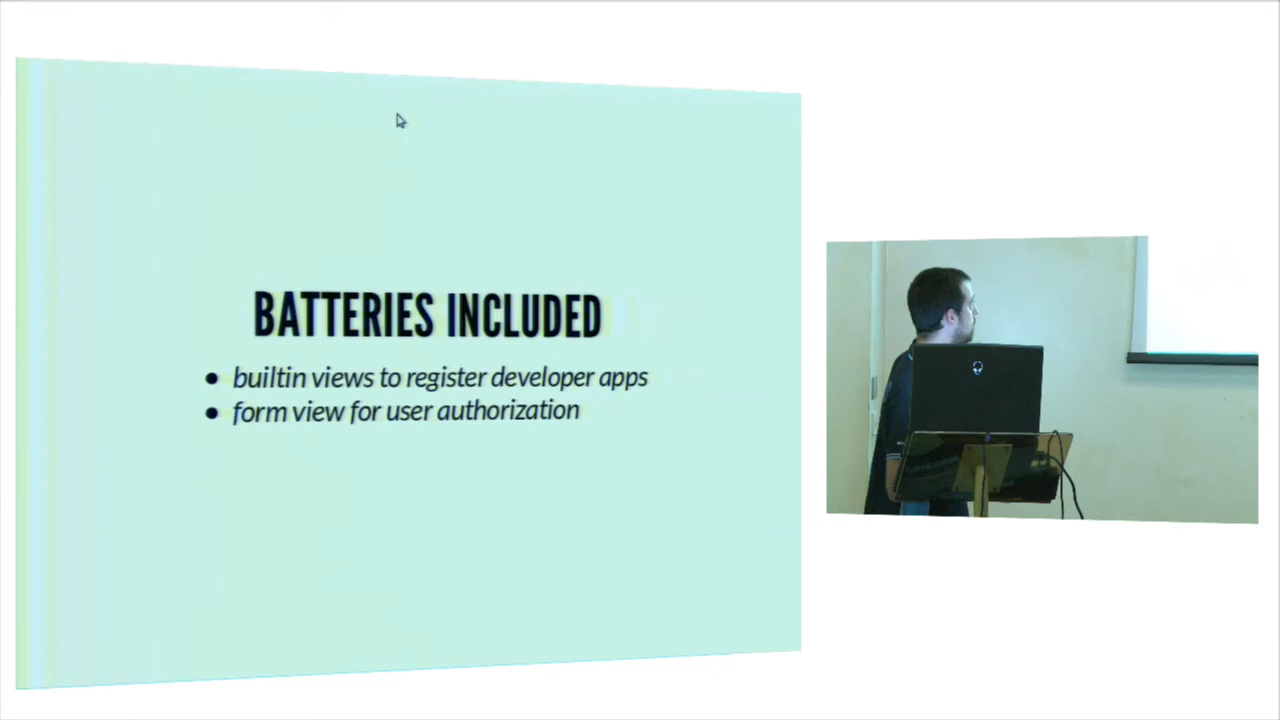 BATTERIES INCLUDED
builtin views to register developer apps
form view for user authorization